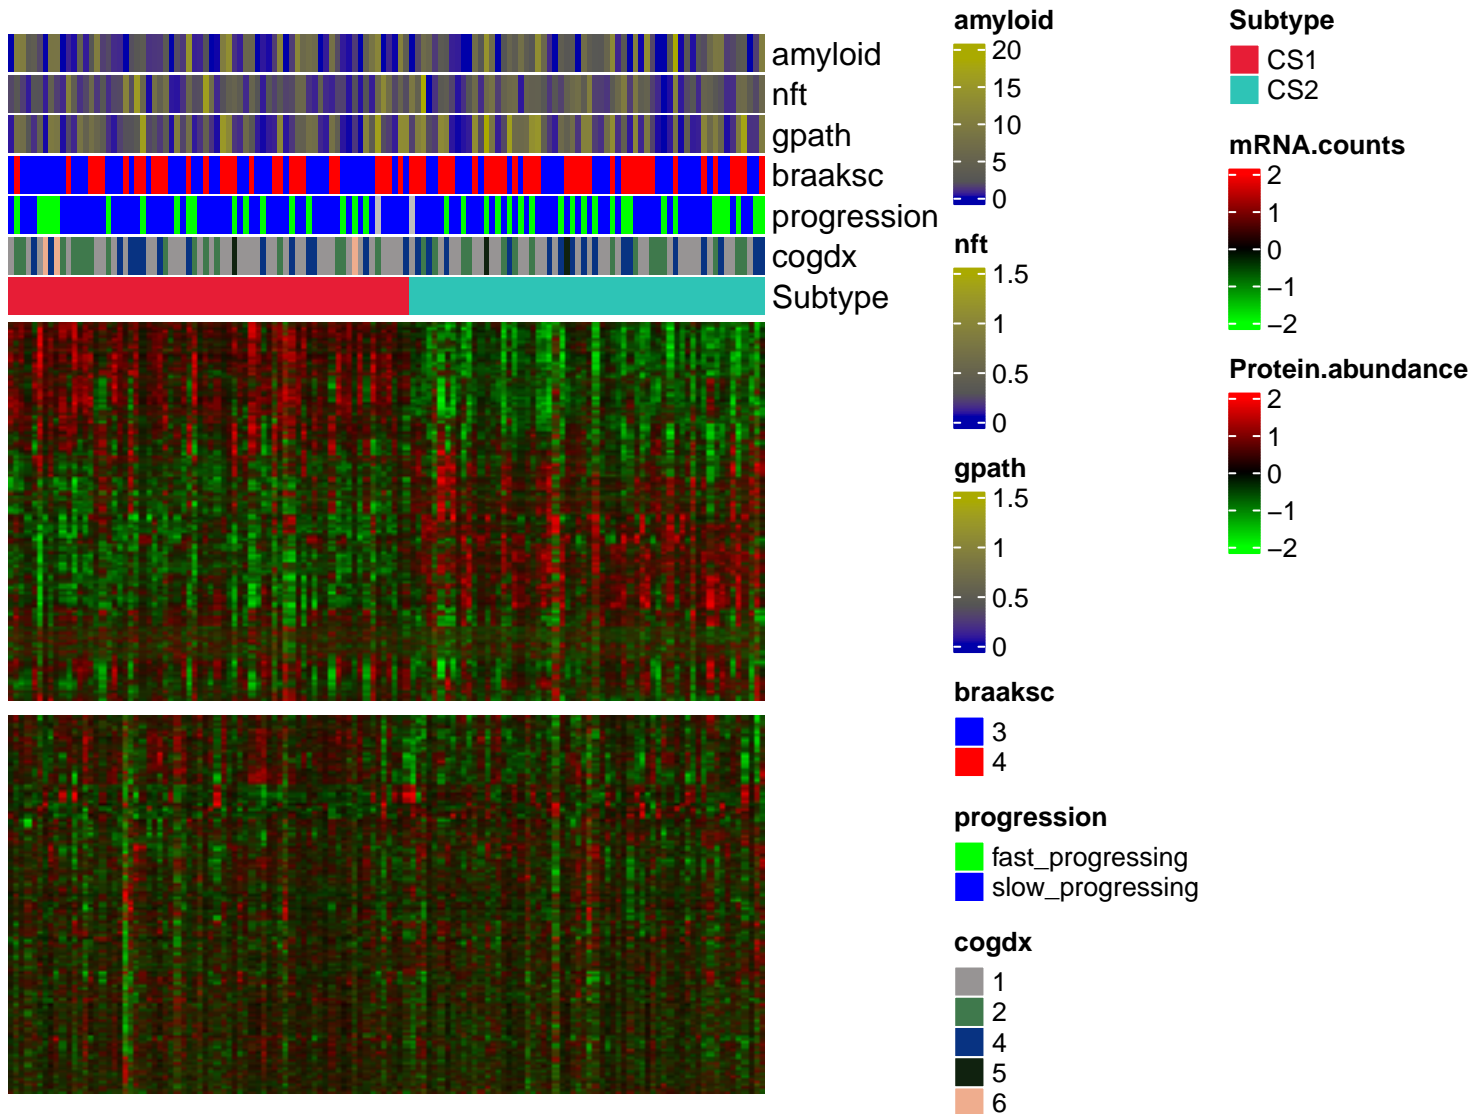 amyloid
nft
gpath
braaksc
progression
cogdx
Subtype
amyloid
20
15
10
5
0
nft
1.5
1
0.5
0
gpath
1.5
1
0.5
0
braaksc
3
4
progression
fast_progressing
slow_progressing
cogdx
1
2
4
5
6
Subtype
CS1
CS2
mRNA.counts
2
1
0
−1
−2
Protein.abundance
2
1
0
−1
−2